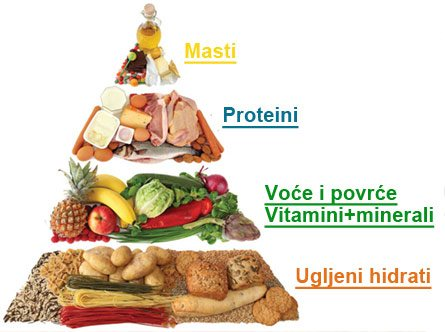 Masti
Proteini
Voće i povrće
Vitamini+minerali
Ugljeni hidrati